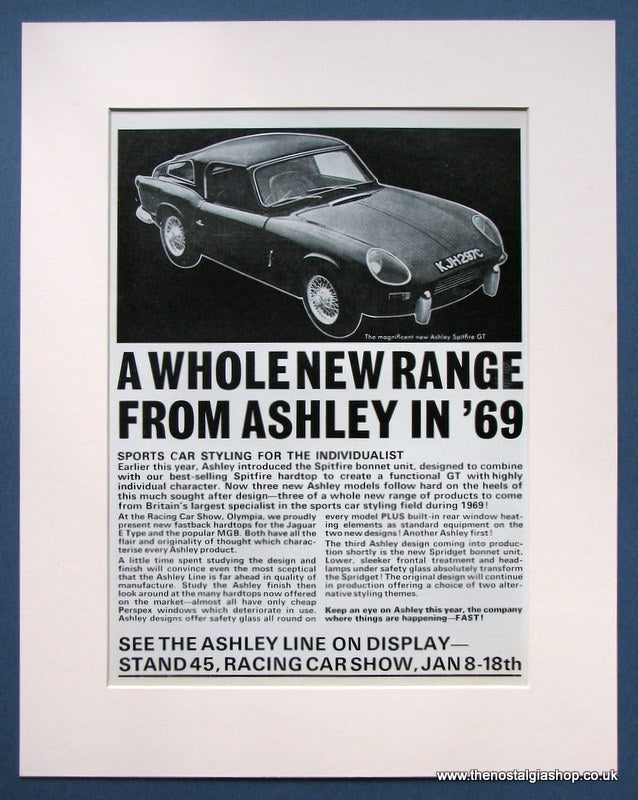 KJH297C
The magnificent new Ashley Spitfire GT
A WHOLE NEW RANGE
FROM ASHLEY IN '69
SPORTS CAR STYLING FOR THE INDIVIDUALIST
Earlier this year, Ashley introduced the Spitfire bonnet unit, designed to combine
with our best-selling Spitfire hardtop to create a functional GT with highly
individual character. Now three new Ashley models follow hard on the heels of
this much sought after design—three of a whole new range of products to come
from Britain's largest specialist in the sports car styling field during 1969!
At the Racing Car Show, Olympia, we proudly
present new fastback hardtops for the Jaguar
E Type and the popular MGB. Both have all the
flair and originality of thought which charac-
terise every Ashley product.
A little time spent studying the design and
finish will convince even the most sceptical
that the Ashley Line is far ahead in quality of
manufacture. Study the Ashley finish then
look around at the many hardtops now offered
on the market—almost all have only cheap
Perspex windows which deteriorate in use.
Ashley designs offer safety glass all round on
every model PLUS built-in rear window heat-
ing elements as standard equipment on the
two new designs! Another Ashley first!
The third Ashley design coming into produc-
tion shortly is the new Spridget bonnet unit.
Lower, sleeker frontal treatment and head-
lamps under safety glass absolutely transform
the Spridget! The original design will continue
in production offering a choice of two alter-
native styling themes.
Keep an eye on Ashley this year, the company
where things are happening—FAST!
SEE THE ASHLEY LINE ON DISPLAY—
STAND 45, RACING CAR SHOW, JAN 8-18th
www.thenostalgiashop.co.uk